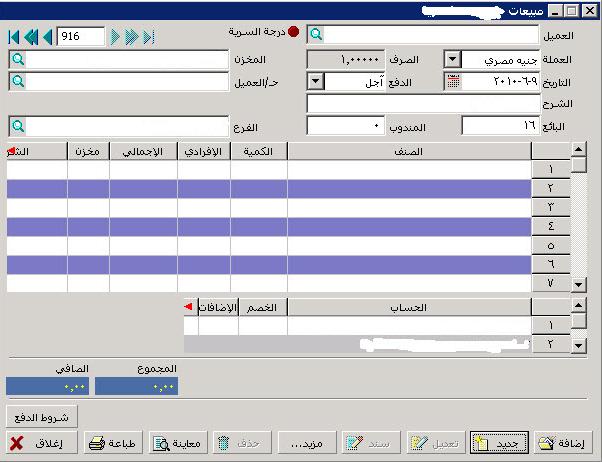 مبيعات
العميل درجة السرية 916
العملة جنيه مصري الصرف ١,٠٠٠٠٠ المخزن
التاريخ ٩-٦-٢٠١٠ الدفع آجل حـ/العميل
الشرح
البائع ١٦ المندوب ٠ الفرع
الصنف الكمية الإفرادي الإجمالي مخزن
١
٢
٣
٤
٥
٦
٧
الحساب الخصم الإضافات
١
٢
المجموع الصافي
٠,٠٠ ٠,٠٠
شروط الدفع
إضافة جديد تعديل سند مزيد... حذف معاينة طباعة إغلاق